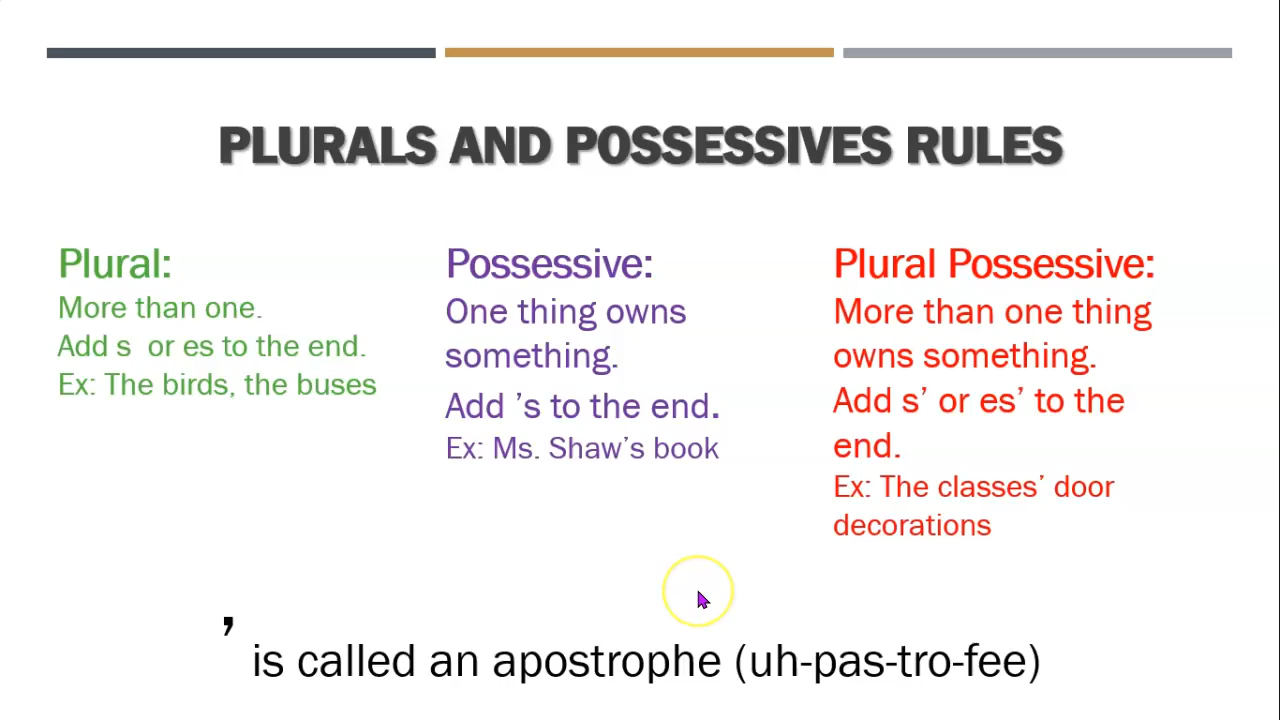 PLURALS AND POSSESSIVES RULES
Plural:
More than one.
Add s or es to the end.
Ex: The birds, the buses
Possessive:
One thing owns
something.
Add ’s to the end.
Ex: Ms. Shaw’s book
Plural Possessive:
More than one thing
owns something.
Add s’ or es’ to the
end.
Ex: The classes’ door
decorations
’ is called an apostrophe (uh-pas-tro-fee)